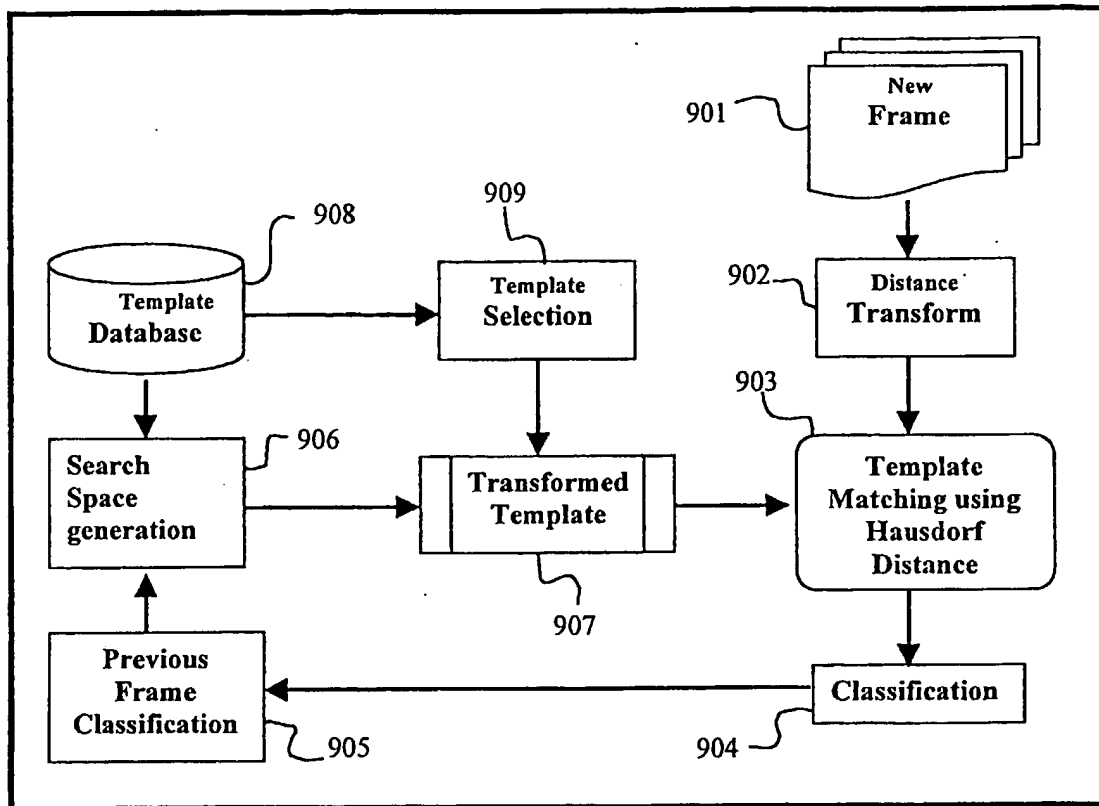 New
Frame
901
909
908
902
Distance
Transform
Template
Database
Template
Selection
903
906
Search
Space
generation
Transformed
Template
Template
Matching using
Hausdorf
Distance
907
Previous
Frame
Classification
905
Classification
904